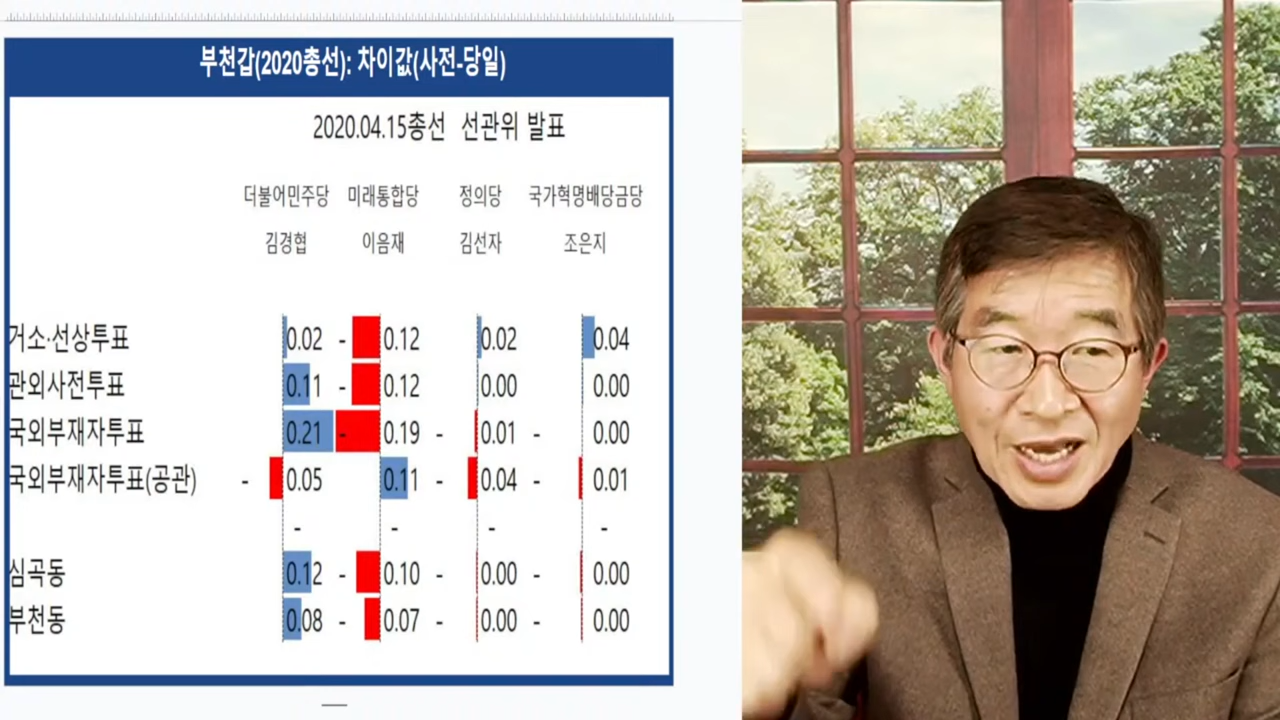 부천갑(2020총선): 차이값(사전-당일)
2020.04.15총선 선관위 발표
더불어민주당 미래통합당 정의당 국가혁명배당금당
김경협 이음재 김선자 조은지
거소·선상투표 0.02 - 0.12 0.02 0.04
관외사전투표 0.11 - 0.12 0.00 0.00
국외부재자투표 0.21 - 0.19 - 0.01 - 0.00
국외부재자투표(공관) - 0.05 0.11 - 0.04 - 0.01
- - - -
심곡동 0.12 - 0.10 - 0.00 - 0.00
부천동 0.08 - 0.07 - 0.00 - 0.00